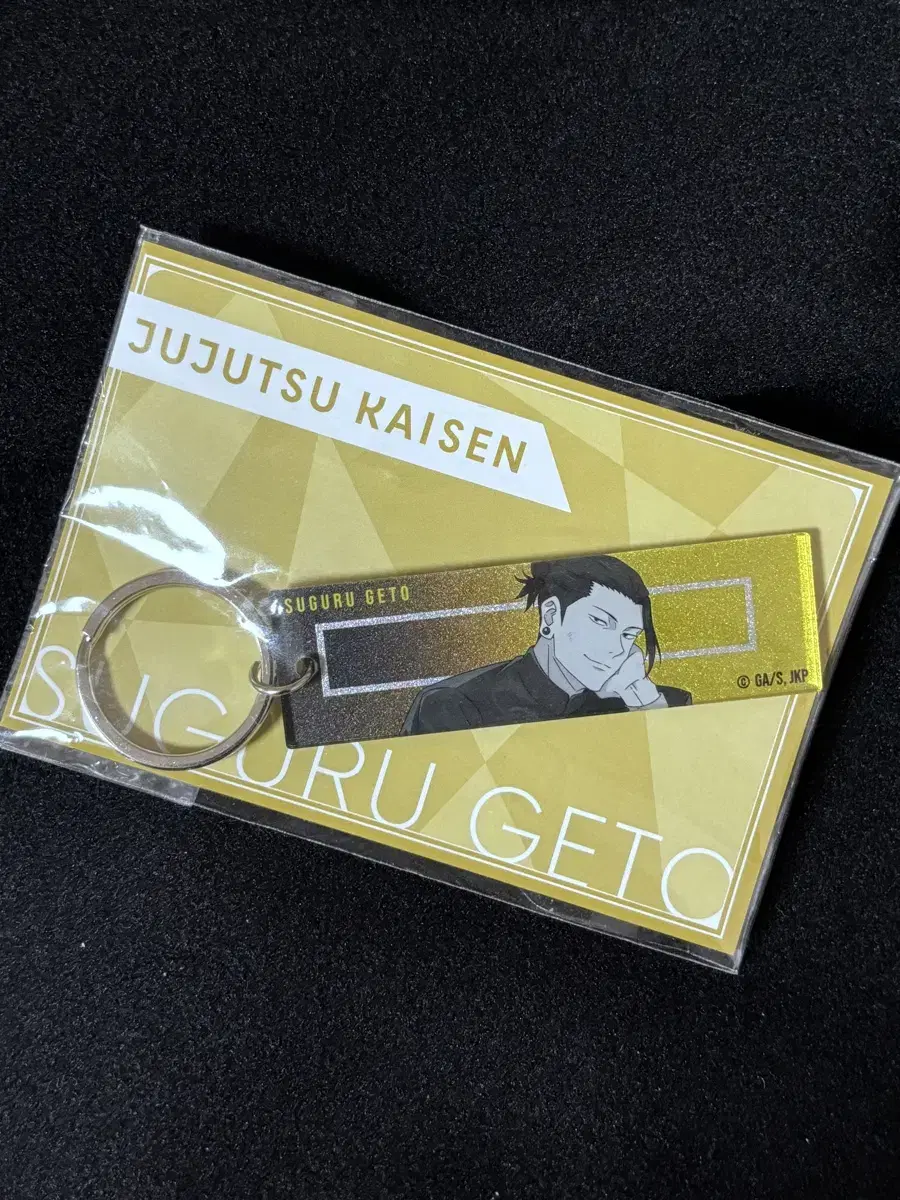 JUJUTSU KAISEN
SUGURU GETO
© GA/S, JKP
SUGURU GETO